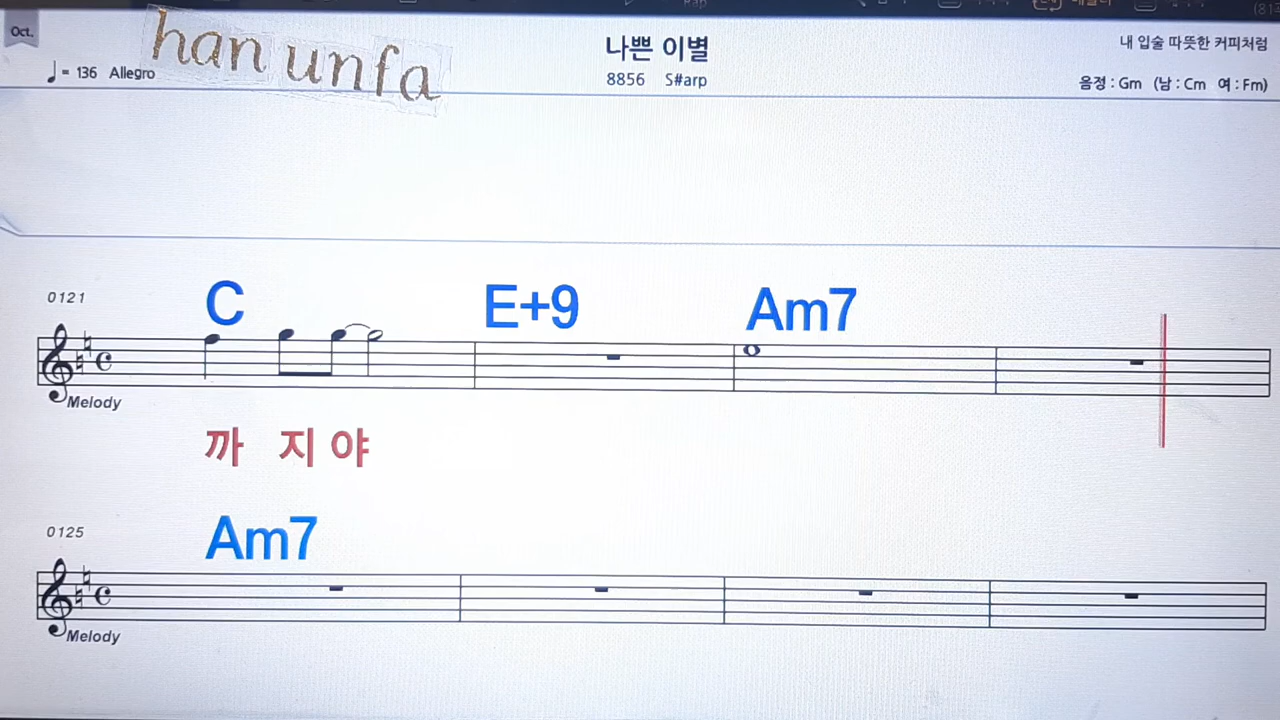 Oct.
han unfa
나쁜 이별
내 입술 따뜻한 커피처럼
♩ = 136 Allegro
8856 S#arp
음정 : Gm (남 : Cm 여 : Fm)
0121
C E+9 Am7
Melody
까 지 야
0125
Am7
Melody